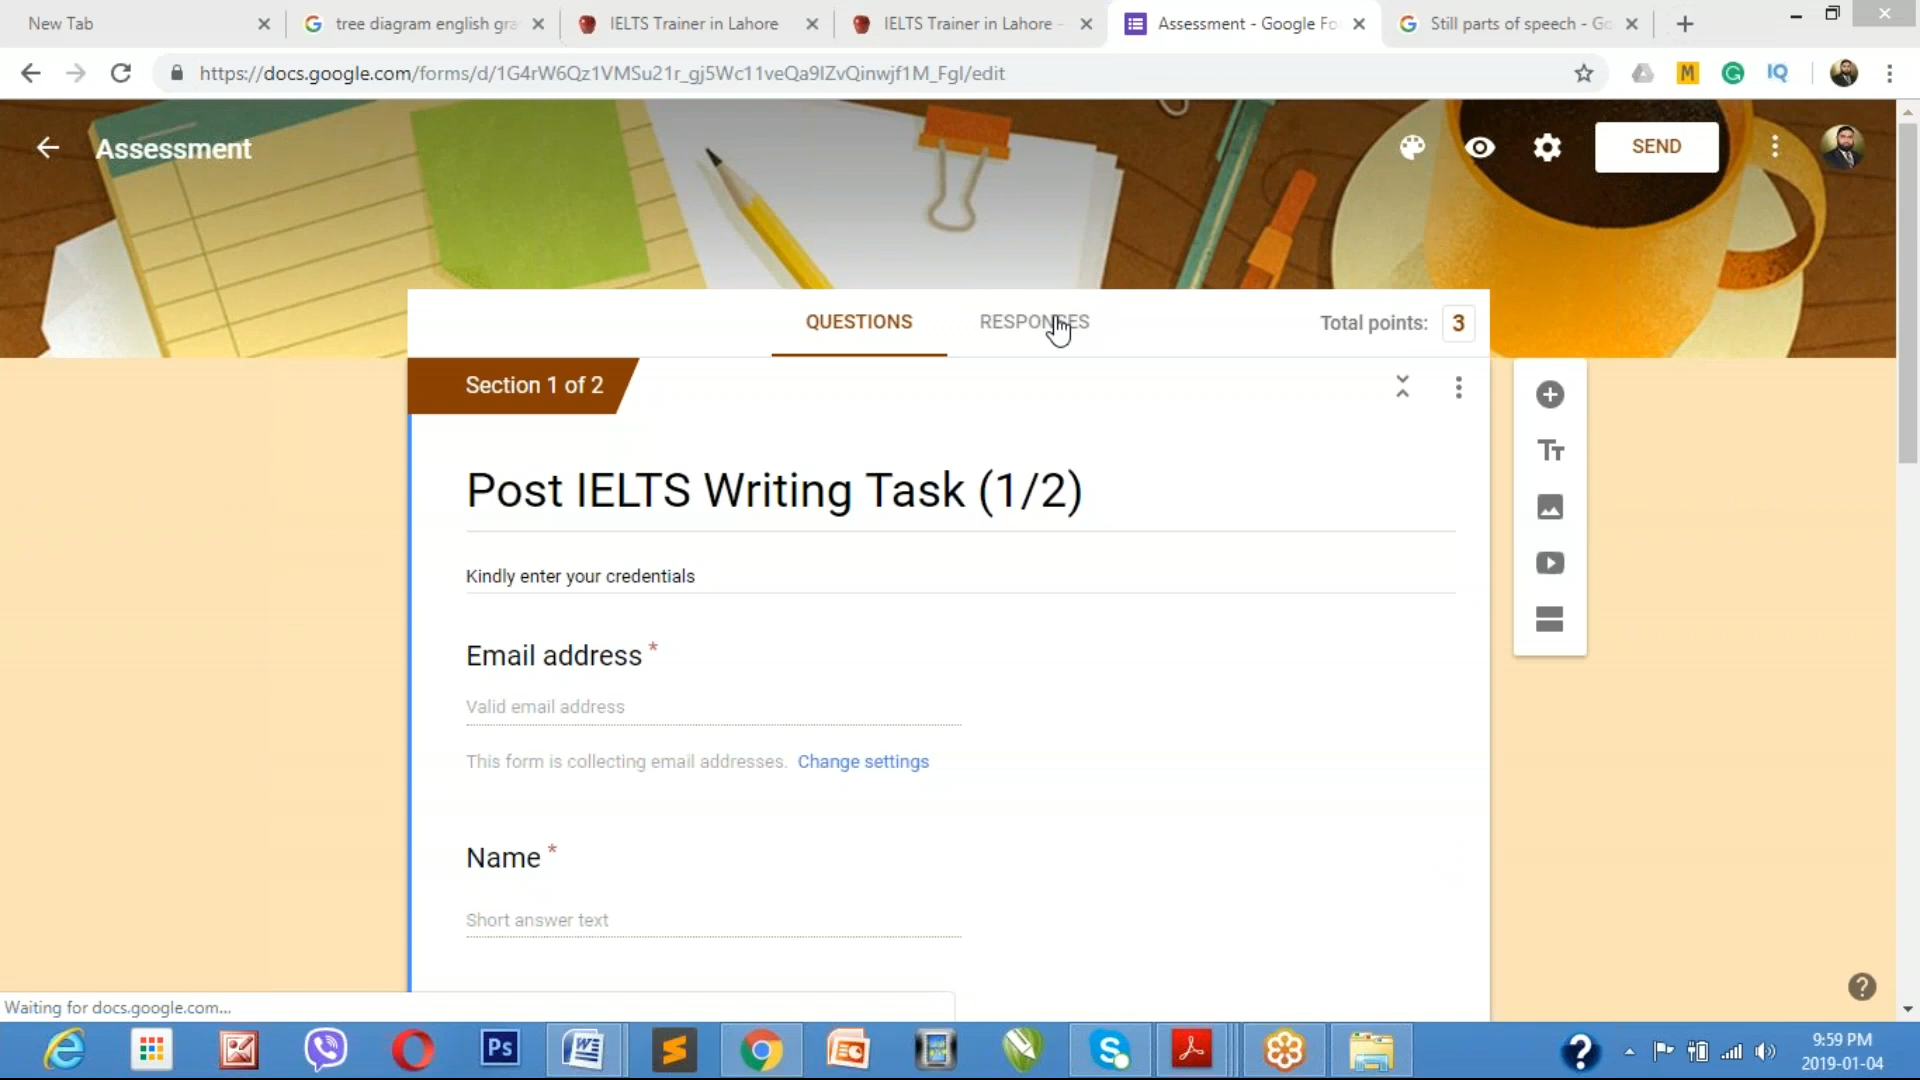 New Tab
tree diagram english gra
IELTS Trainer in Lahore
IELTS Trainer in Lahore -
Assessment - Google Fo
Still parts of speech - Go
https://docs.google.com/forms/d/1G4rW6Qz1VMSu21r_gj5Wc11veQa9IZvQinwjf1M_FgI/edit
M
IQ
Assessment
SEND
QUESTIONS
RESPONSES
Total points: 3
Section 1 of 2
Tt
Post IELTS Writing Task (1/2)
Kindly enter your credentials
Email address *
Valid email address
This form is collecting email addresses. Change settings
Name *
Short answer text
Waiting for docs.google.com...
Ps
9:59 PM
2019-01-04